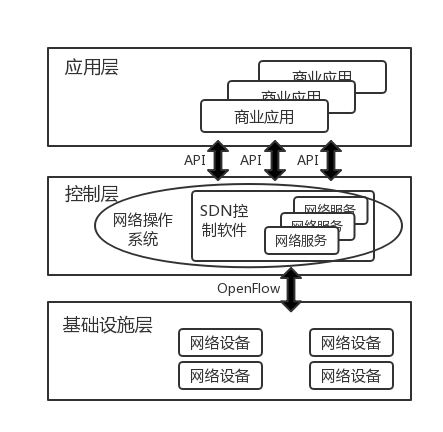 应用层
商业应用
商业应用
商业应用
API
API
API
控制层
网络操作
系统
SDN控
制软件
网络服务
网络服务
网络服务
OpenFlow
基础设施层
网络设备
网络设备
网络设备
网络设备